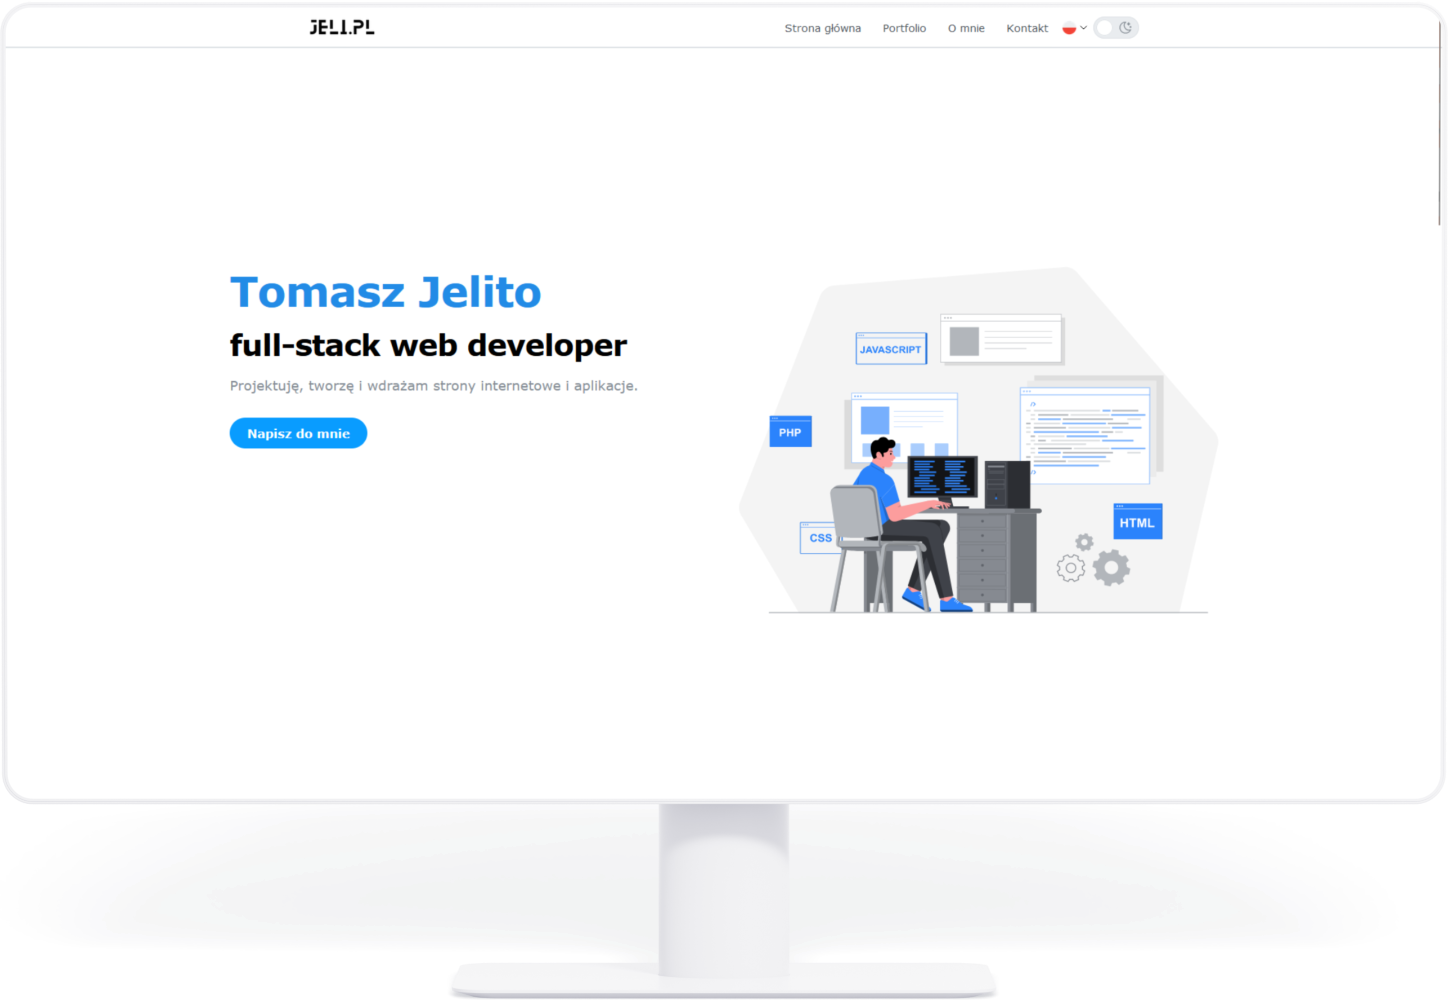 JELI.PL
Strona główna
Portfolio
O mnie
Kontakt
Tomasz Jelito
full-stack web developer
Projektuję, tworzę i wdrażam strony internetowe i aplikacje.
Napisz do mnie
JAVASCRIPT
PHP
CSS
HTML